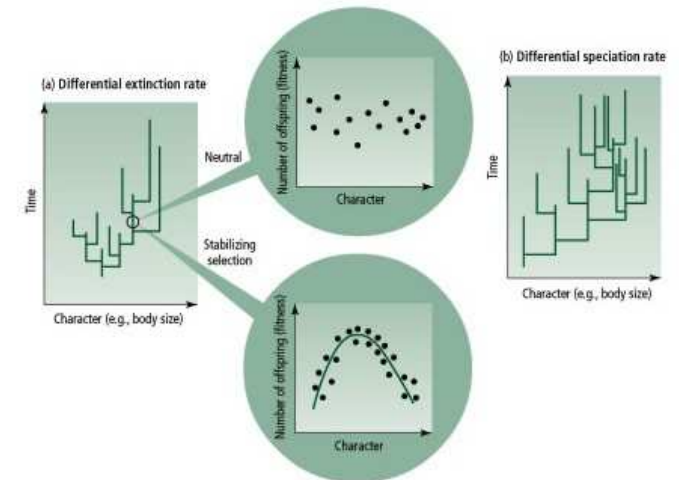 (a) Differential extinction rate
Time
Character (e.g., body size)
Neutral
Stabilizing
selection
Number of offspring (fitness)
Character
Number of offspring (fitness)
Character
(b) Differential speciation rate
Time
Character (e.g., body size)